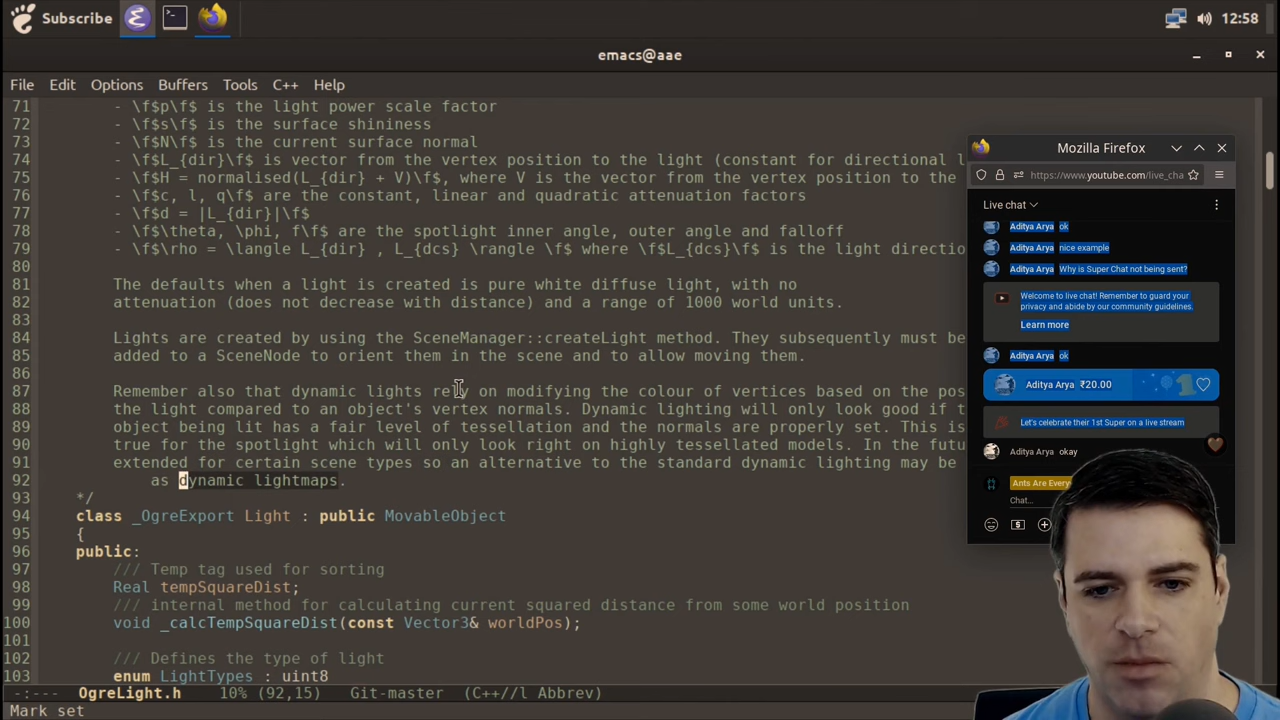 Subscribe
12:58
emacs@aae
File Edit Options Buffers Tools C++ Help
71 - \f$p\f$ is the light power scale factor
72 - \f$s\f$ is the surface shininess
73 - \f$N\f$ is the current surface normal
74 - \f$L_{dir}\f$ is vector from the vertex position to the light (constant for directional l
75 - \f$H = normalised(L_{dir} + V)\f$, where V is the vector from the vertex position to the
76 - \f$c, l, q\f$ are the constant, linear and quadratic attenuation factors
77 - \f$d = |L_{dir}|\f$
78 - \f$\theta, \phi, f\f$ are the spotlight inner angle, outer angle and falloff
79 - \f$\rho = \langle L_{dir} , L_{dcs} \rangle \f$ where \f$L_{dcs}\f$ is the light directio
80
81 The defaults when a light is created is pure white diffuse light, with no
82 attenuation (does not decrease with distance) and a range of 1000 world units.
83
84 Lights are created by using the SceneManager::createLight method. They subsequently must be
85 added to a SceneNode to orient them in the scene and to allow moving them.
86
87 Remember also that dynamic lights rely on modifying the colour of vertices based on the pos
88 the light compared to an object's vertex normals. Dynamic lighting will only look good if t
89 object being lit has a fair level of tessellation and the normals are properly set. This is
90 true for the spotlight which will only look right on highly tessellated models. In the futu
91 extended for certain scene types so an alternative to the standard dynamic lighting may be
92 as dynamic lightmaps.
93 */
94 class _OgreExport Light : public MovableObject
95 {
96 public:
97 /// Temp tag used for sorting
98 Real tempSquareDist;
99 /// internal method for calculating current squared distance from some world position
100 void _calcTempSquareDist(const Vector3& worldPos);
101
102 /// Defines the type of light
103 enum LightTypes : uint8
-:--- OgreLight.h 10% (92,15) Git-master (C++//l Abbrev)
Mark set
Mozilla Firefox
https://www.youtube.com/live_cha
Live chat
Aditya Arya ok
Aditya Arya nice example
Aditya Arya Why is Super Chat not being sent?
Welcome to live chat! Remember to guard your
privacy and abide by our community guidelines.
Learn more
Aditya Arya ok
Aditya Arya ₹20.00
Let's celebrate their 1st Super on a live stream
Aditya Arya okay
Ants Are Every
Chat...